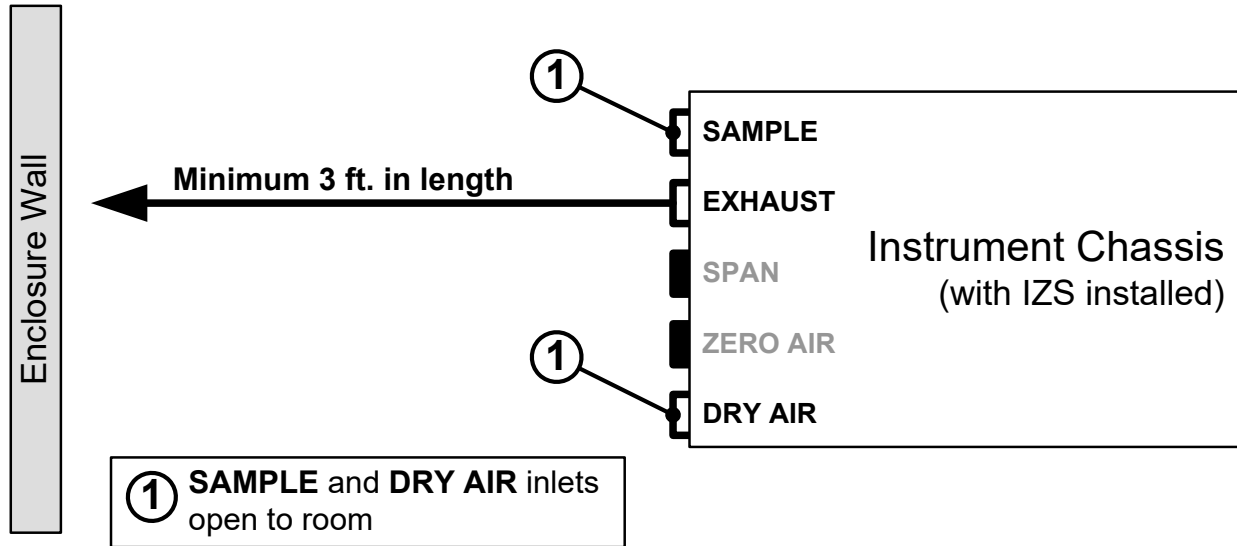 Enclosure Wall
Minimum 3 ft. in length
1
SAMPLE
EXHAUST
SPAN
ZERO AIR
1
DRY AIR
Instrument Chassis
(with IZS installed)
1 SAMPLE and DRY AIR inlets
open to room